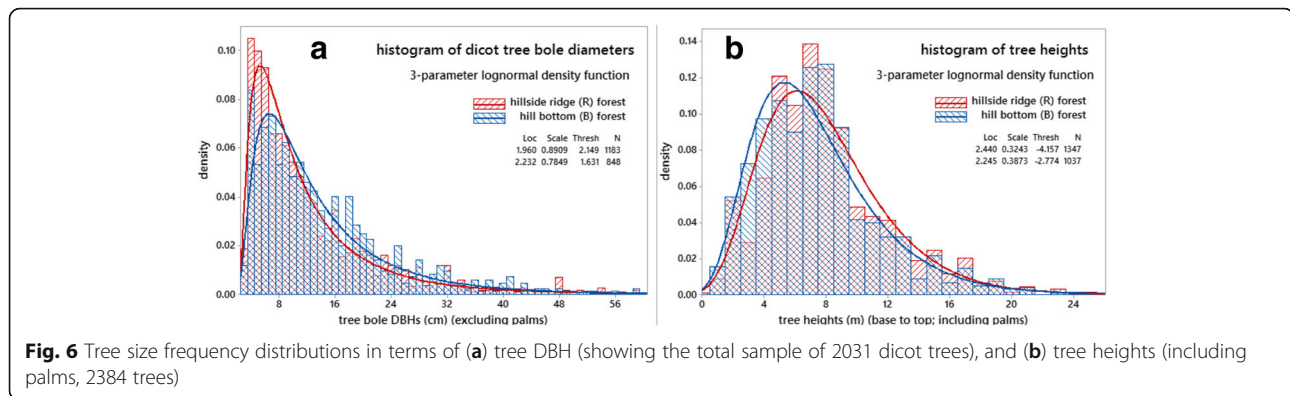 a
histogram of dicot tree bole diameters
3-parameter lognormal density function
hillside ridge (R) forest
hill bottom (B) forest
Loc Scale Thresh N
1.960 0.8909 2.149 1183
2.232 0.7849 1.631 848
density
0.10
0.08
0.06
0.04
0.02
0.00
8 16 24 32 40 48 56
tree bole DBHs (cm) (excluding palms)
b
histogram of tree heights
3-parameter lognormal density function
hillside ridge (R) forest
hill bottom (B) forest
Loc Scale Thresh N
2.440 0.3243 -4.157 1347
2.245 0.3873 -2.774 1037
density
0.14
0.12
0.10
0.08
0.06
0.04
0.02
0.00
0 4 8 12 16 20 24
tree heights (m) (base to top; including palms)
Fig. 6 Tree size frequency distributions in terms of (a) tree DBH (showing the total sample of 2031 dicot trees), and (b) tree heights (including
palms, 2384 trees)